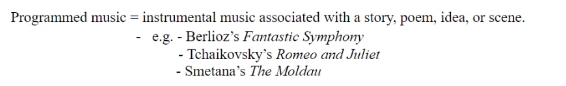 Programmed music = instrumental music associated with a story, poem, idea, or scene.
- e.g. - Berlioz's Fantastic Symphony
- Tchaikovsky's Romeo and Juliet
- Smetana's The Moldau